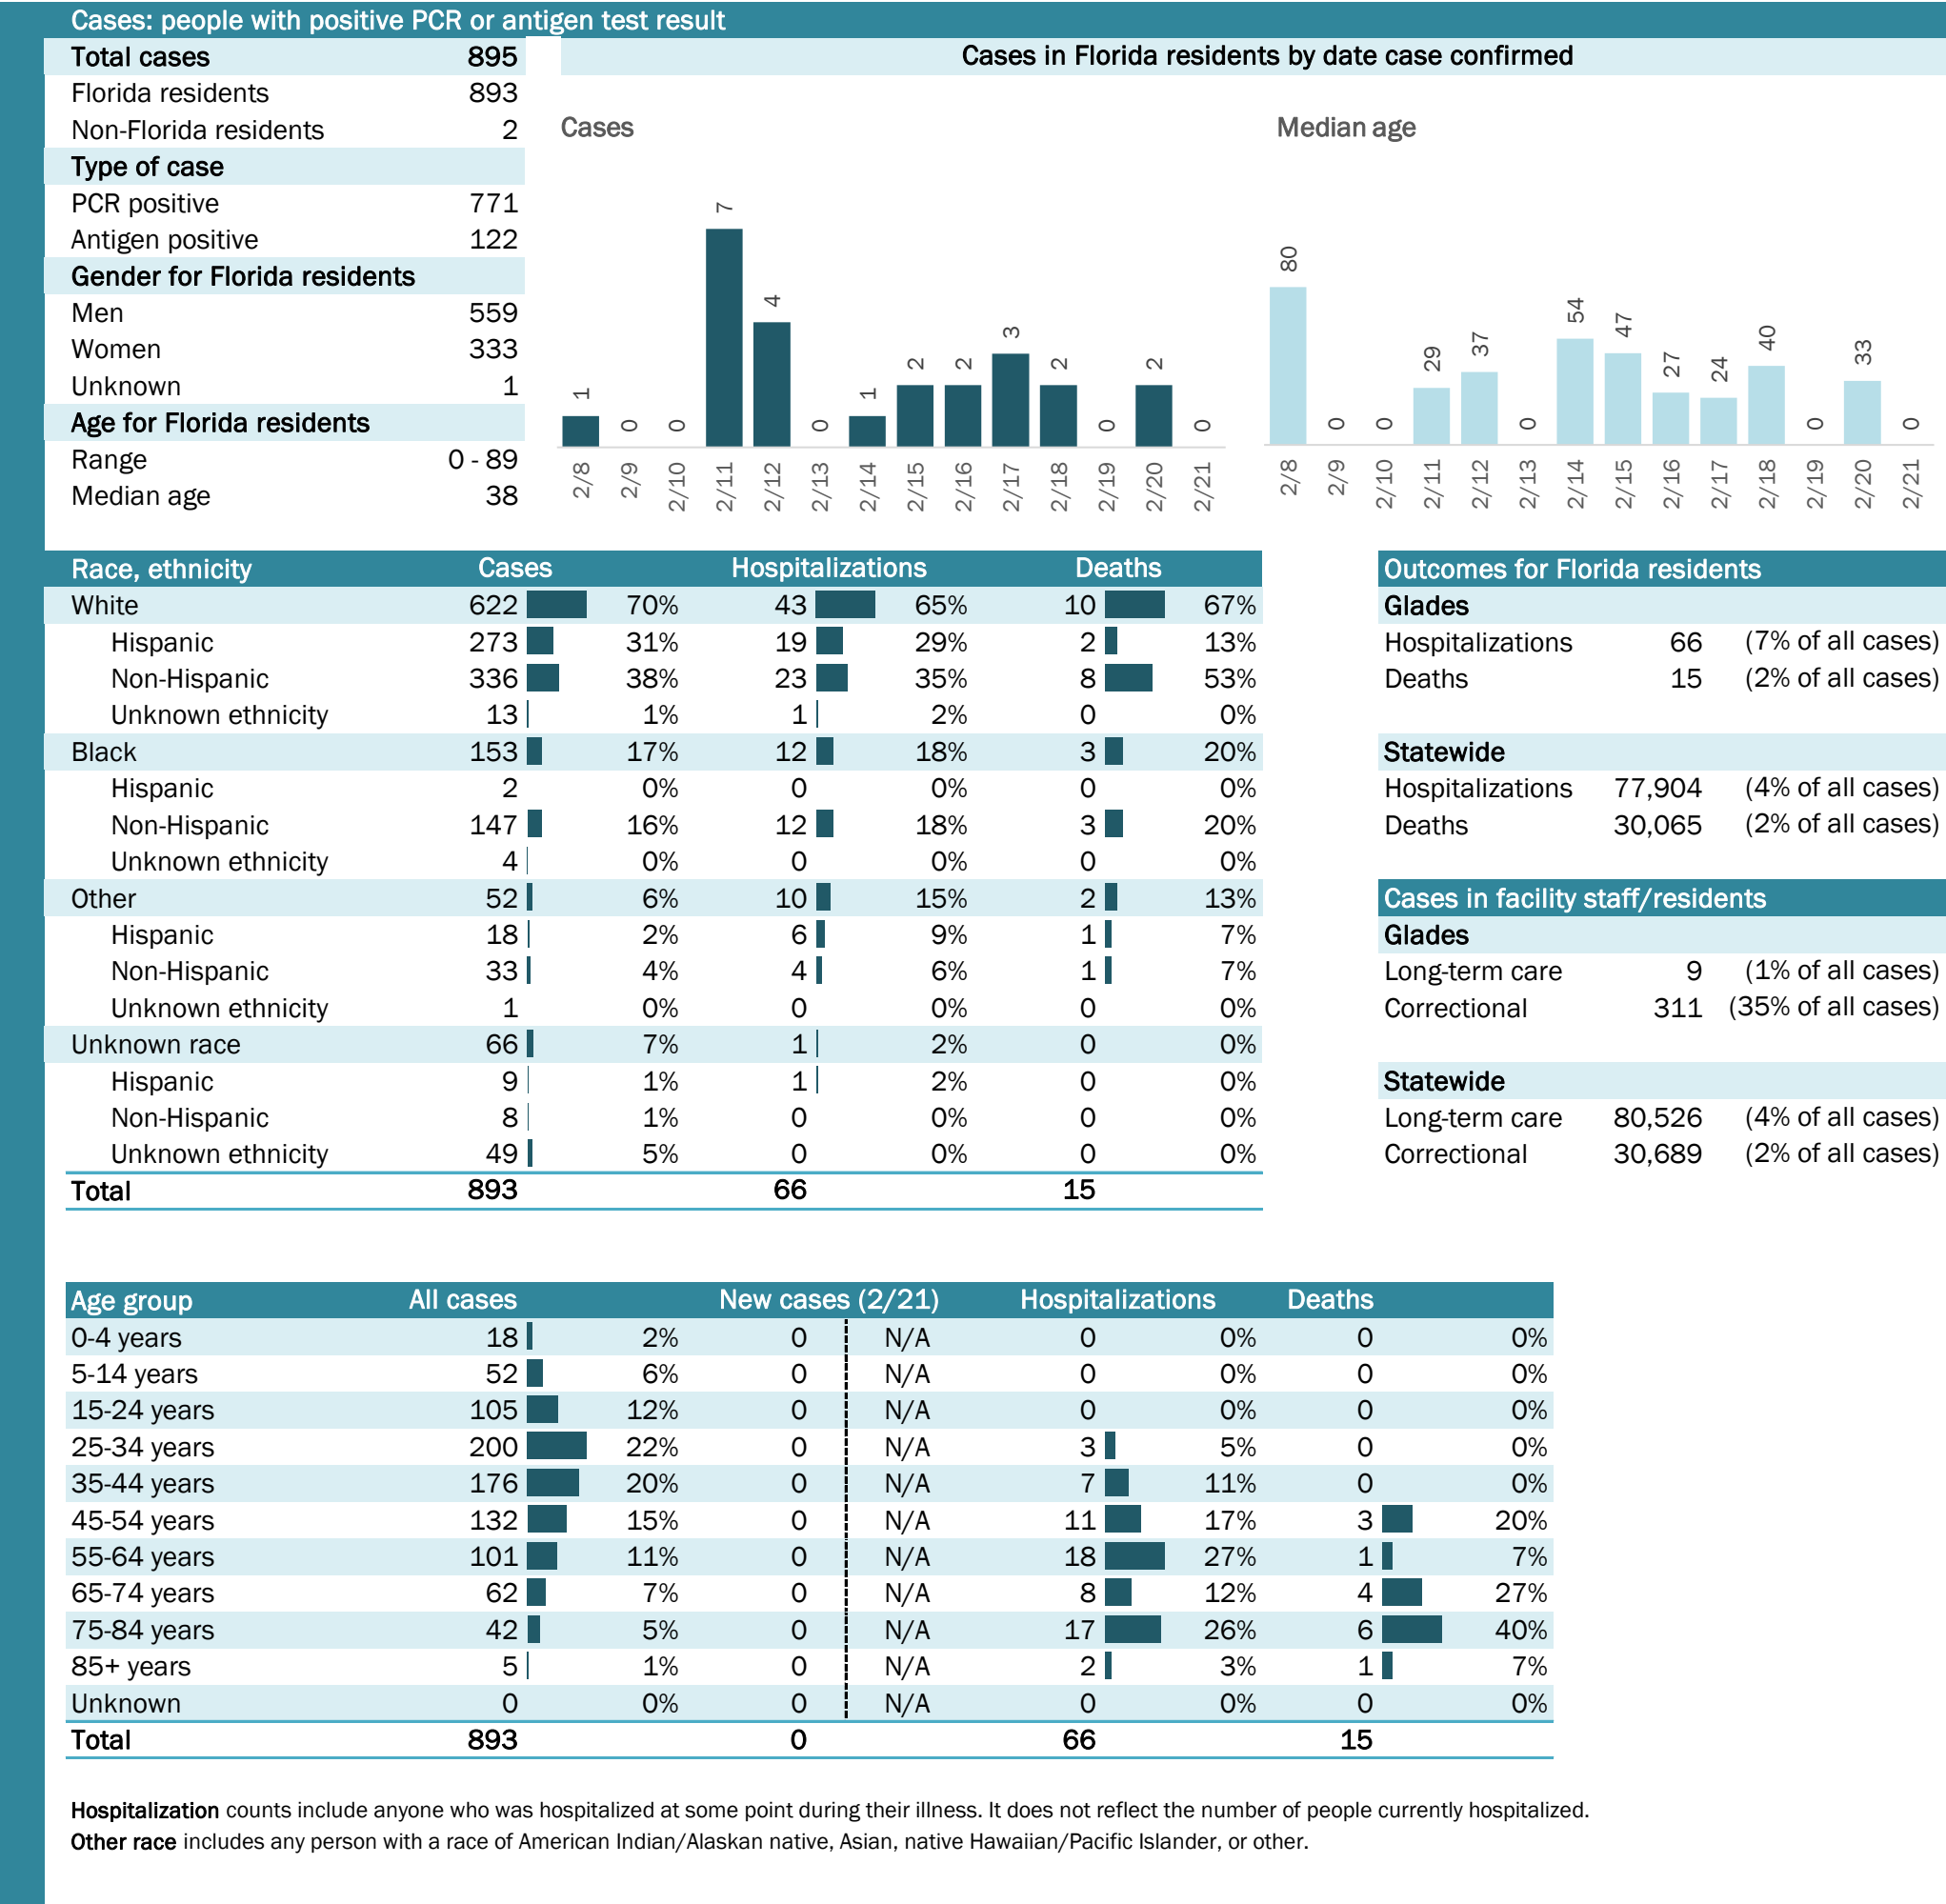 Cases: people with positive PCR or antigen test result
Total cases 895
Florida residents 893
Non-Florida residents 2
Type of case
PCR positive 771
Antigen positive 122
Gender for Florida residents
Men 559
Women 333
Unknown 1
Age for Florida residents
Range 0 - 89
Median age 38
Cases in Florida residents by date case confirmed
Cases
1 0 0 7 4 0 1 2 2 3 2 0 2 0
2/8 2/9 2/10 2/11 2/12 2/13 2/14 2/15 2/16 2/17 2/18 2/19 2/20 2/21
Median age
80 0 0 29 37 0 54 47 27 24 40 0 33 0
2/8 2/9 2/10 2/11 2/12 2/13 2/14 2/15 2/16 2/17 2/18 2/19 2/20 2/21
Race, ethnicity Cases Hospitalizations Deaths
White 622 70% 43 65% 10 67%
Hispanic 273 31% 19 29% 2 13%
Non-Hispanic 336 38% 23 35% 8 53%
Unknown ethnicity 13 1% 1 2% 0 0%
Black 153 17% 12 18% 3 20%
Hispanic 2 0% 0 0% 0 0%
Non-Hispanic 147 16% 12 18% 3 20%
Unknown ethnicity 4 0% 0 0% 0 0%
Other 52 6% 10 15% 2 13%
Hispanic 18 2% 6 9% 1 7%
Non-Hispanic 33 4% 4 6% 1 7%
Unknown ethnicity 1 0% 0 0% 0 0%
Unknown race 66 7% 1 2% 0 0%
Hispanic 9 1% 1 2% 0 0%
Non-Hispanic 8 1% 0 0% 0 0%
Unknown ethnicity 49 5% 0 0% 0 0%
Total 893 66 15
Outcomes for Florida residents
Glades
Hospitalizations 66 (7% of all cases)
Deaths 15 (2% of all cases)
Statewide
Hospitalizations 77,904 (4% of all cases)
Deaths 30,065 (2% of all cases)
Cases in facility staff/residents
Glades
Long-term care 9 (1% of all cases)
Correctional 311 (35% of all cases)
Statewide
Long-term care 80,526 (4% of all cases)
Correctional 30,689 (2% of all cases)
Age group All cases New cases (2/21) Hospitalizations Deaths
0-4 years 18 2% 0 N/A 0 0% 0 0%
5-14 years 52 6% 0 N/A 0 0% 0 0%
15-24 years 105 12% 0 N/A 0 0% 0 0%
25-34 years 200 22% 0 N/A 3 5% 0 0%
35-44 years 176 20% 0 N/A 7 11% 0 0%
45-54 years 132 15% 0 N/A 11 17% 3 20%
55-64 years 101 11% 0 N/A 18 27% 1 7%
65-74 years 62 7% 0 N/A 8 12% 4 27%
75-84 years 42 5% 0 N/A 17 26% 6 40%
85+ years 5 1% 0 N/A 2 3% 1 7%
Unknown 0 0% 0 N/A 0 0% 0 0%
Total 893 0 66 15
Hospitalization counts include anyone who was hospitalized at some point during their illness. It does not reflect the number of people currently hospitalized.
Other race includes any person with a race of American Indian/Alaskan native, Asian, native Hawaiian/Pacific Islander, or other.